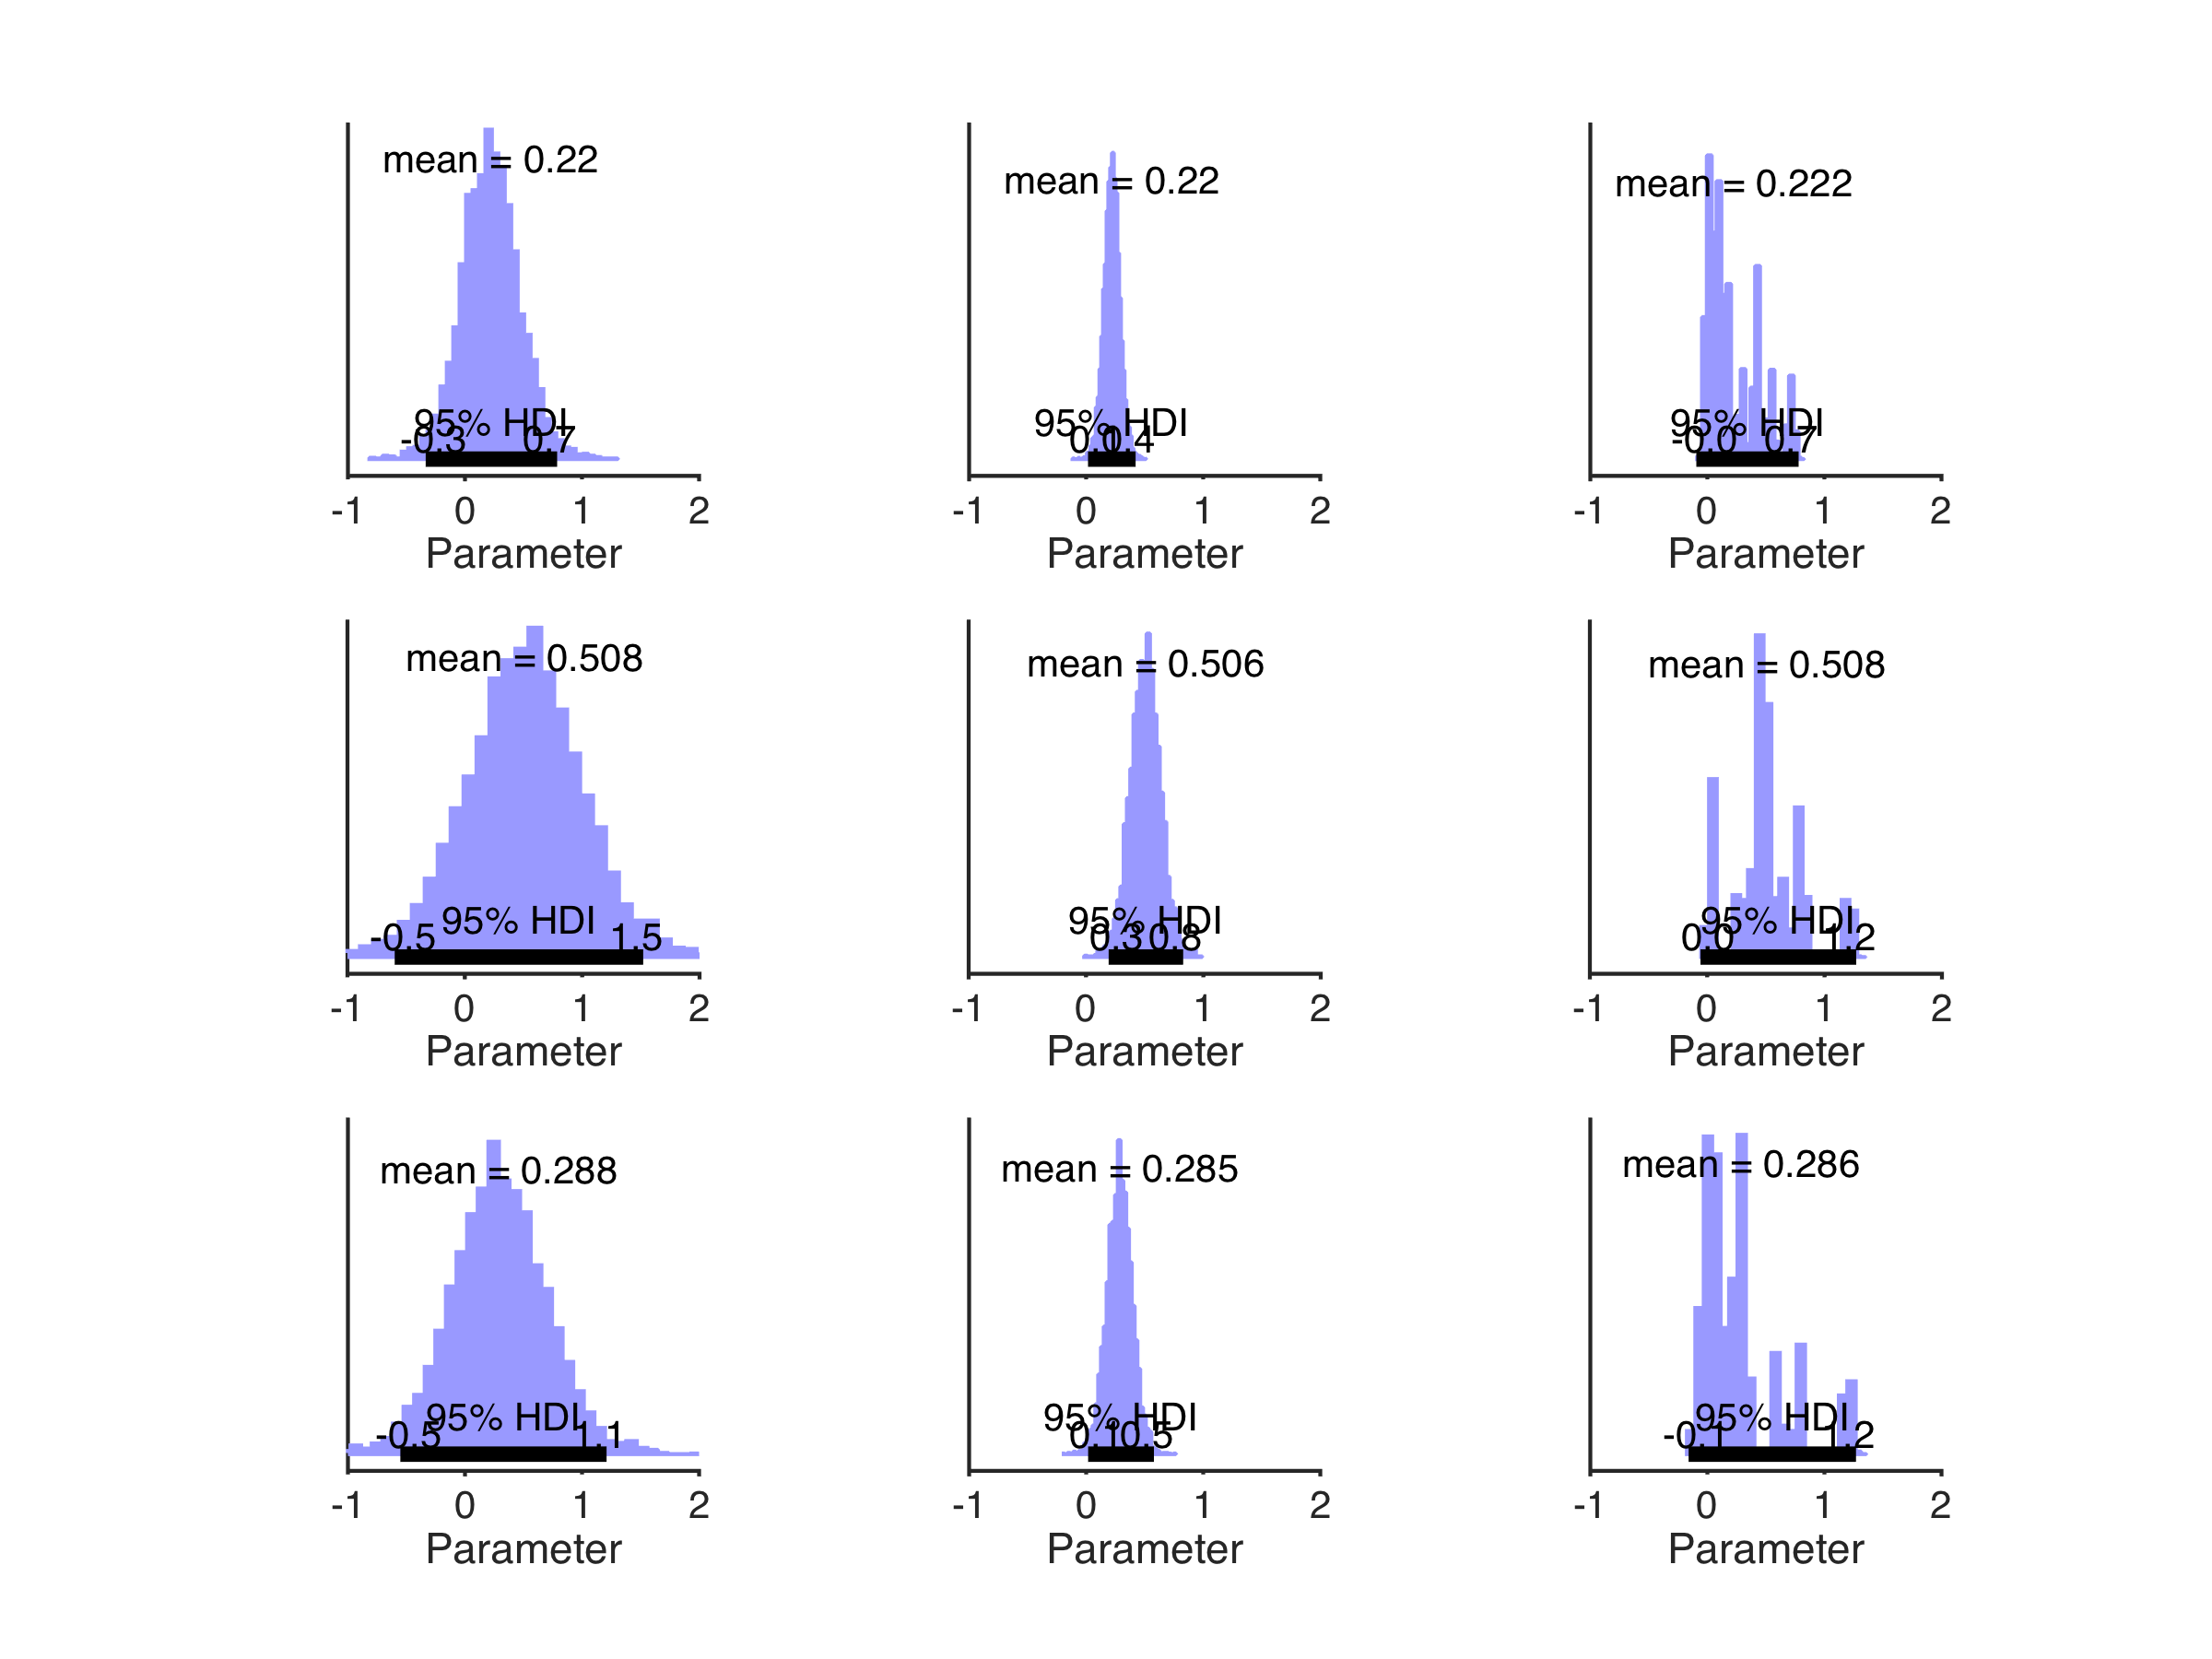 mean = 0.22
95% HDI
-0.3 0.7
-1 0 1 2
Parameter
mean = 0.22
95% HDI
0.0 0.4
-1 0 1 2
Parameter
mean = 0.222
95% HDI
-0.0 0.7
-1 0 1 2
Parameter
mean = 0.508
95% HDI
-0.5 1.5
-1 0 1 2
Parameter
mean = 0.506
95% HDI
0.3 0.8
-1 0 1 2
Parameter
mean = 0.508
95% HDI
0.0 1.2
-1 0 1 2
Parameter
mean = 0.288
95% HDI
-0.5 1.1
-1 0 1 2
Parameter
mean = 0.285
95% HDI
0.1 0.5
-1 0 1 2
Parameter
mean = 0.286
95% HDI
-0.1 1.2
-1 0 1 2
Parameter